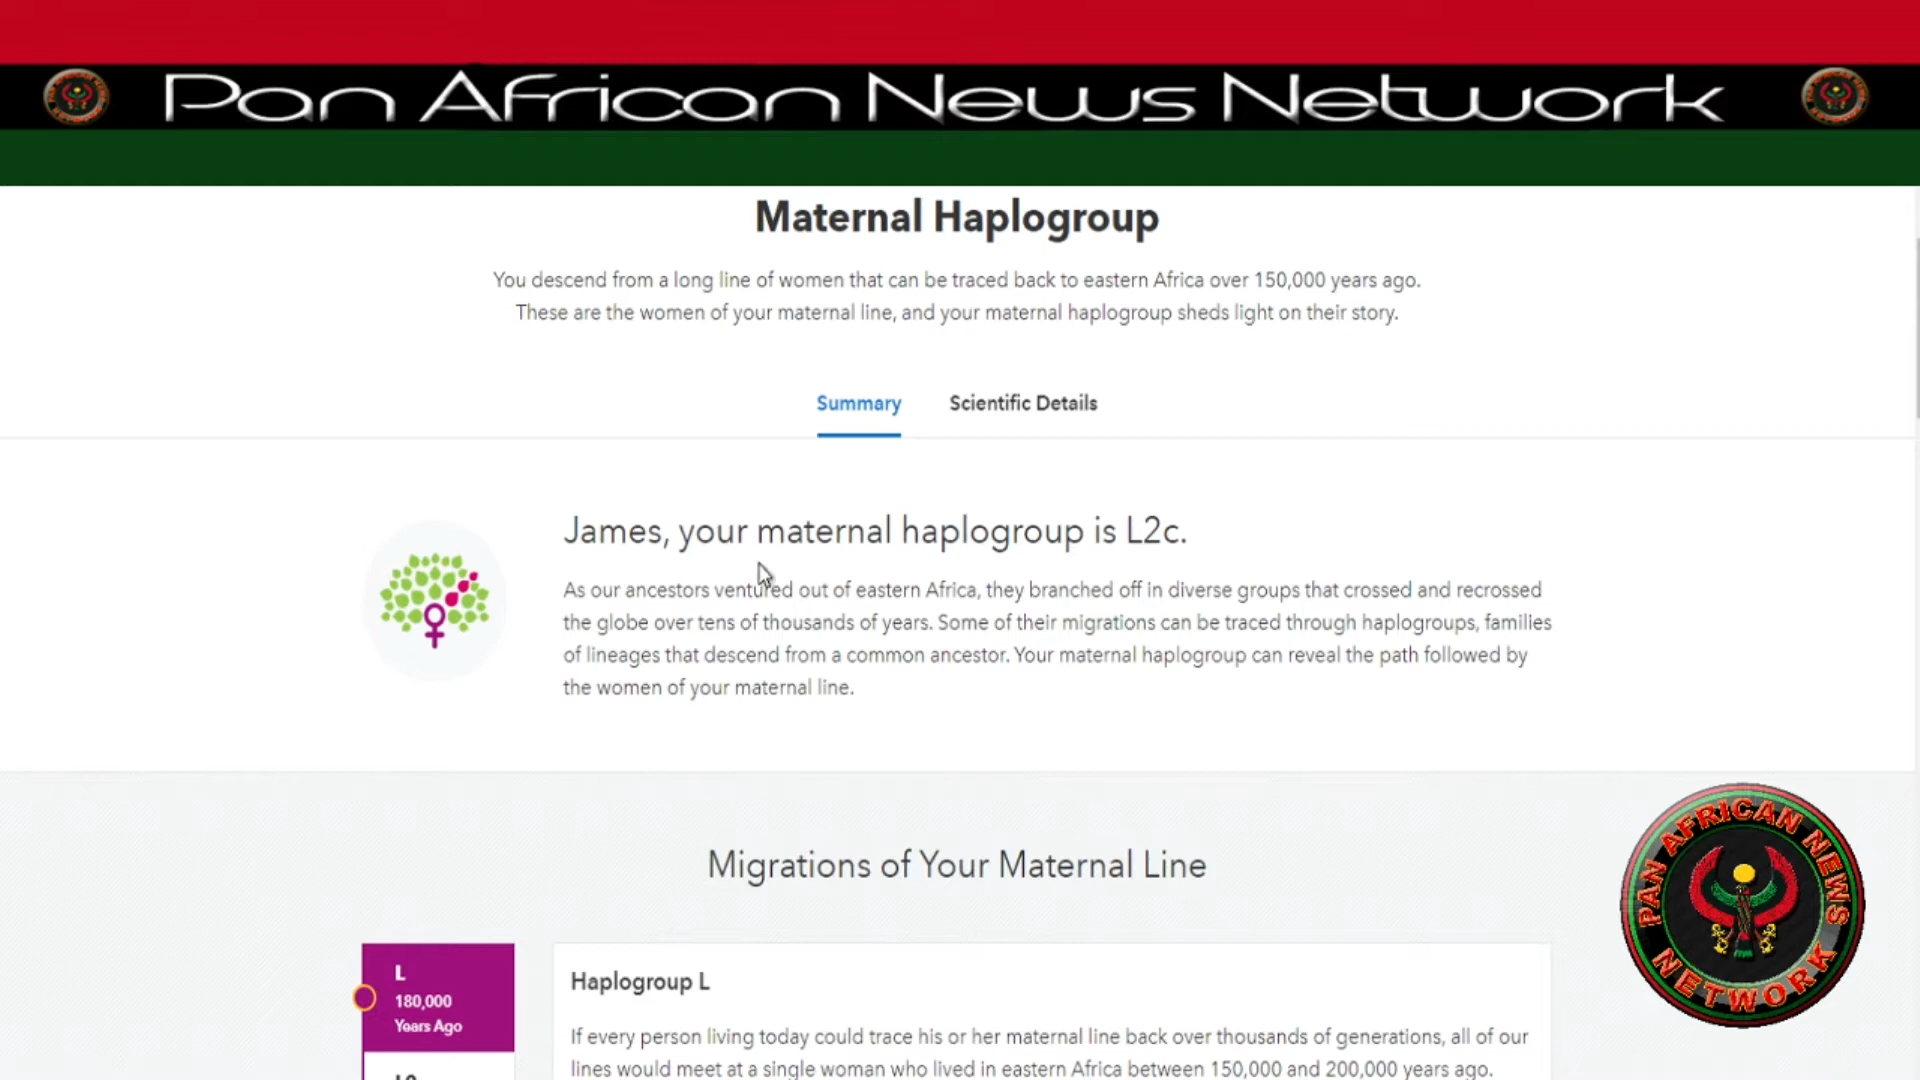 Pan African News Network
Maternal Haplogroup
You descend from a long line of women that can be traced back to eastern Africa over 150,000 years ago.
These are the women of your maternal line, and your maternal haplogroup sheds light on their story.
Summary
Scientific Details
James, your maternal haplogroup is L2c.
As our ancestors ventured out of eastern Africa, they branched off in diverse groups that crossed and recrossed
the globe over tens of thousands of years. Some of their migrations can be traced through haplogroups, families
of lineages that descend from a common ancestor. Your maternal haplogroup can reveal the path followed by
the women of your maternal line.
Migrations of Your Maternal Line
L
180,000
Years Ago
Haplogroup L
If every person living today could trace his or her maternal line back over thousands of generations, all of our
lines would meet at a single woman who lived in eastern Africa between 150,000 and 200,000 years ago.
PAN AFRICAN NEWS
NETWORK